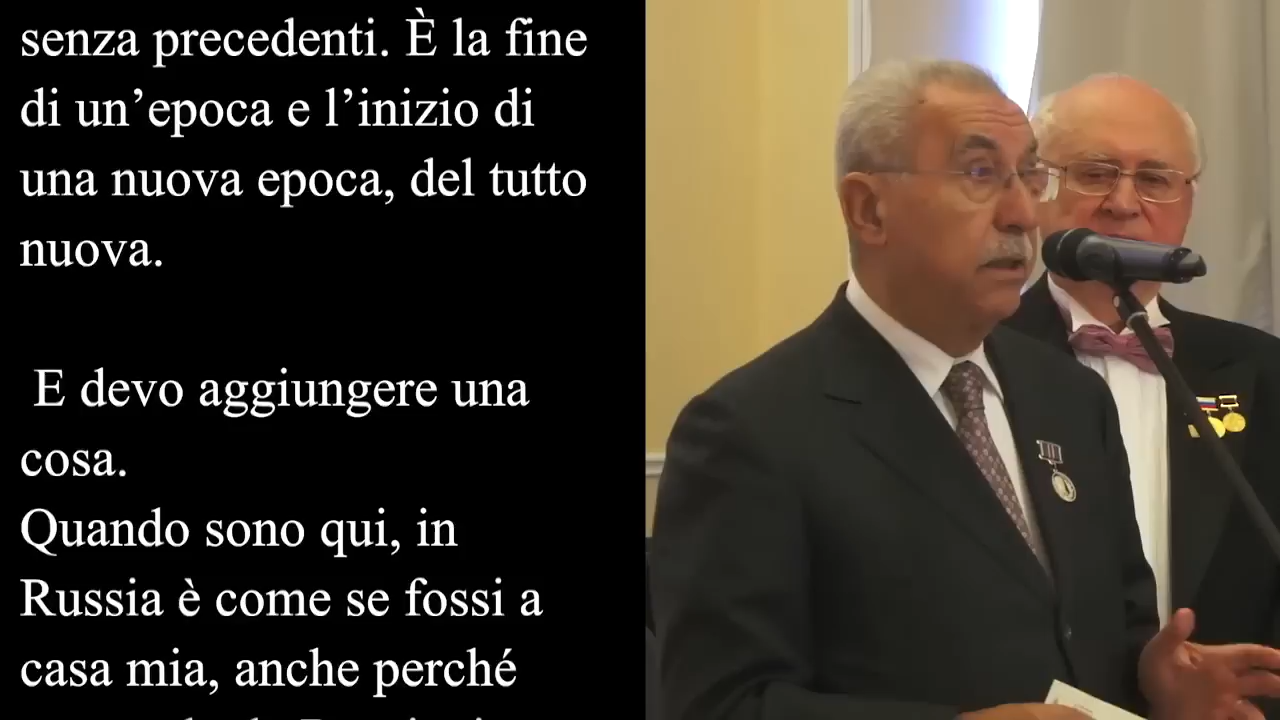 senza precedenti. È la fine
di un’epoca e l’inizio di
una nuova epoca, del tutto
nuova.
E devo aggiungere una
cosa.
Quando sono qui, in
Russia è come se fossi a
casa mia, anche perché